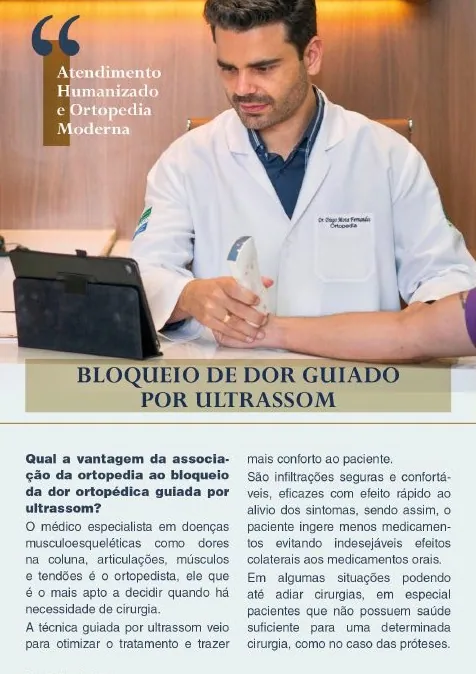 Atendimento
Humanizado
e Ortopedia
Moderna
Dr. Diego Mota Fernandes
Ortopedia
BLOQUEIO DE DOR GUIADO
POR ULTRASSOM
Qual a vantagem da associa-
ção da ortopedia ao bloqueio
da dor ortopédica guiada por
ultrassom?
O médico especialista em doenças
musculoesqueléticas como dores
na coluna, articulações, músculos
e tendões é o ortopedista, ele que
é o mais apto a decidir quando há
necessidade de cirurgia.
A técnica guiada por ultrassom veio
para otimizar o tratamento e trazer
mais conforto ao paciente.
São infiltrações seguras e confortá-
veis, eficazes com efeito rápido ao
alivio dos sintomas, sendo assim, o
paciente ingere menos medicamen-
tos evitando indesejáveis efeitos
colaterais aos medicamentos orais.
Em algumas situações podendo
até adiar cirurgias, em especial
pacientes que não possuem saúde
suficiente para uma determinada
cirurgia, como no caso das próteses.